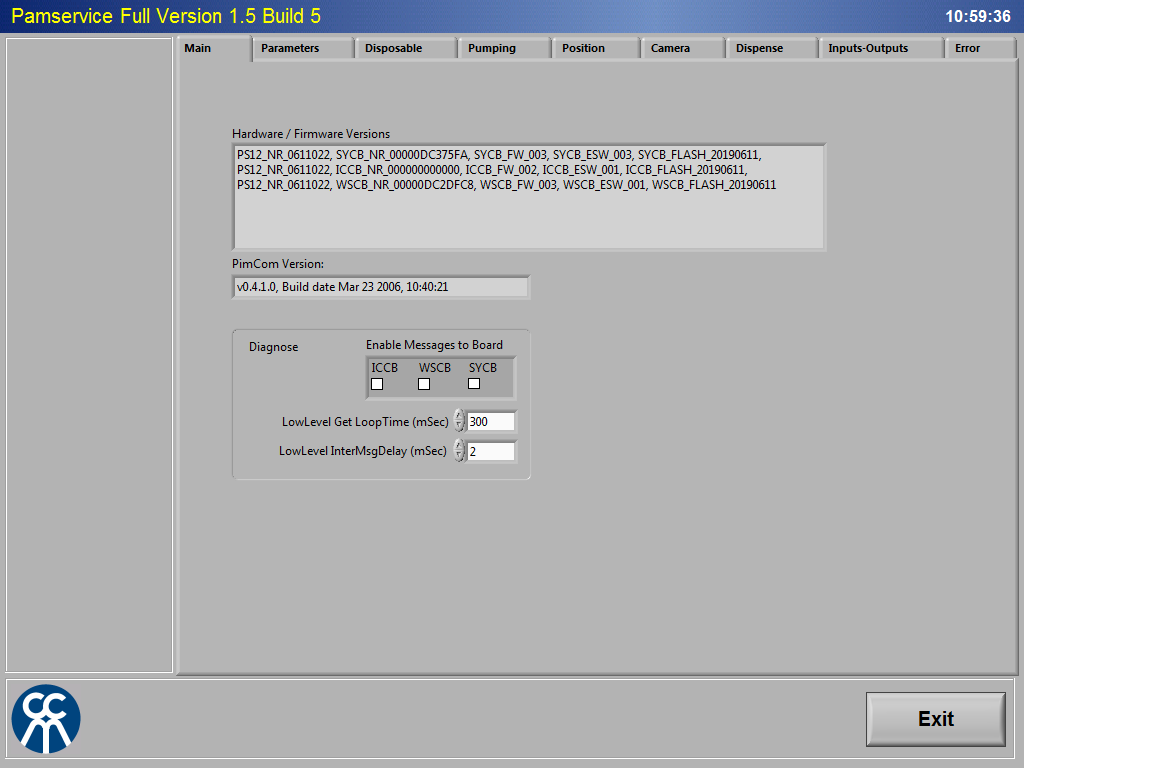 Pamservice Full Version 1.5 Build 5
10:59:36
Main Parameters Disposable Pumping Position Camera Dispense Inputs-Outputs Error
Hardware / Firmware Versions
PS12_NR_0611022, SYCB_NR_00000DC375FA, SYCB_FW_003, SYCB_ESW_003, SYCB_FLASH_20190611,
PS12_NR_0611022, ICCB_NR_000000000000, ICCB_FW_002, ICCB_ESW_001, ICCB_FLASH_20190611,
PS12_NR_0611022, WSCB_NR_00000DC2DFC8, WSCB_FW_003, WSCB_ESW_001, WSCB_FLASH_20190611
PimCom Version:
v0.4.1.0, Build date Mar 23 2006, 10:40:21
Diagnose
Enable Messages to Board
ICCB WSCB SYCB
LowLevel Get LoopTime (mSec) 300
LowLevel InterMsgDelay (mSec) 2
Exit